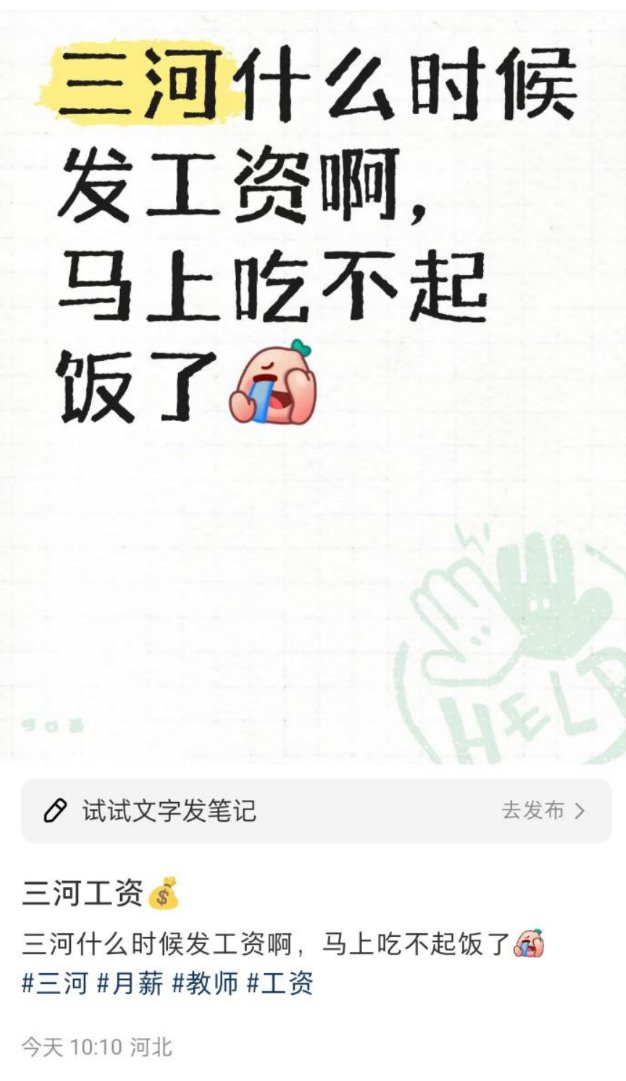 三河什么时候
发工资啊,
马上吃不起
饭了😭
HELP
试试文字发笔记
去发布 >
三河工资💰
三河什么时候发工资啊，马上吃不起饭了😭
#三河 #月薪 #教师 #工资
今天 10:10 河北